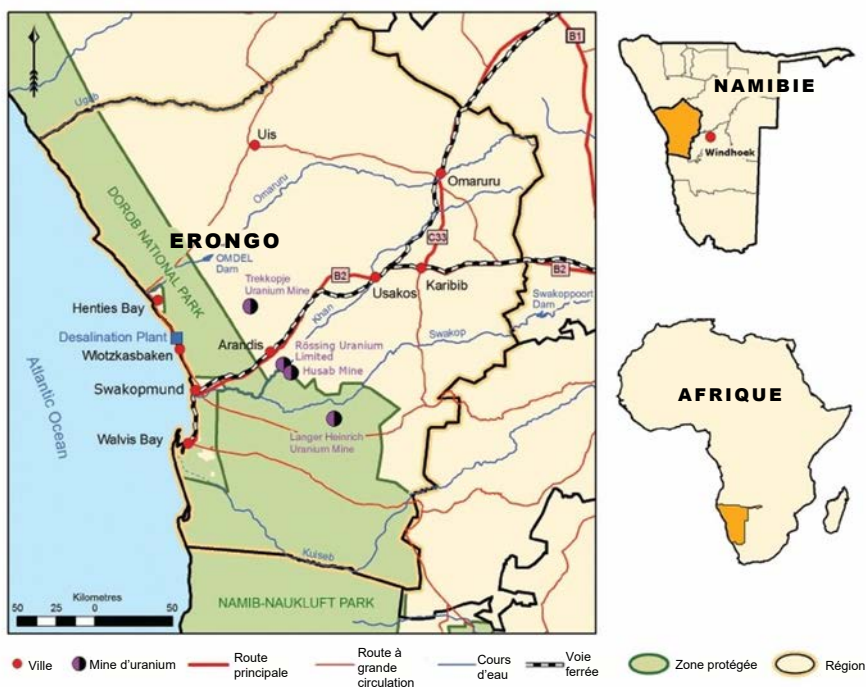 B1
Ugab
Uis
Omaruru
Omaruru
DOROB NATIONAL PARK
ERONGO
OMDEL
Dam
C33
B2
B2
Trekkopje
Uranium Mine
Usakos
Karibib
Henties Bay
Khan
Swakoppoort
Dam
Swakop
Desalination Plant
Arandis
Rössing Uranium
Limited
Wlotzkasbaken
Husab Mine
Swakopmund
Atlantic Ocean
Walvis Bay
Langer Heinrich
Uranium Mine
Kuiseb
Kilometres
50 25 0 50
NAMIB-NAUKLUFT PARK
NAMIBIE
Windhoek
AFRIQUE
Ville
Mine d'uranium
Route
principale
Route à
grande
circulation
Cours
d'eau
Voie
ferrée
Zone protégée
Région